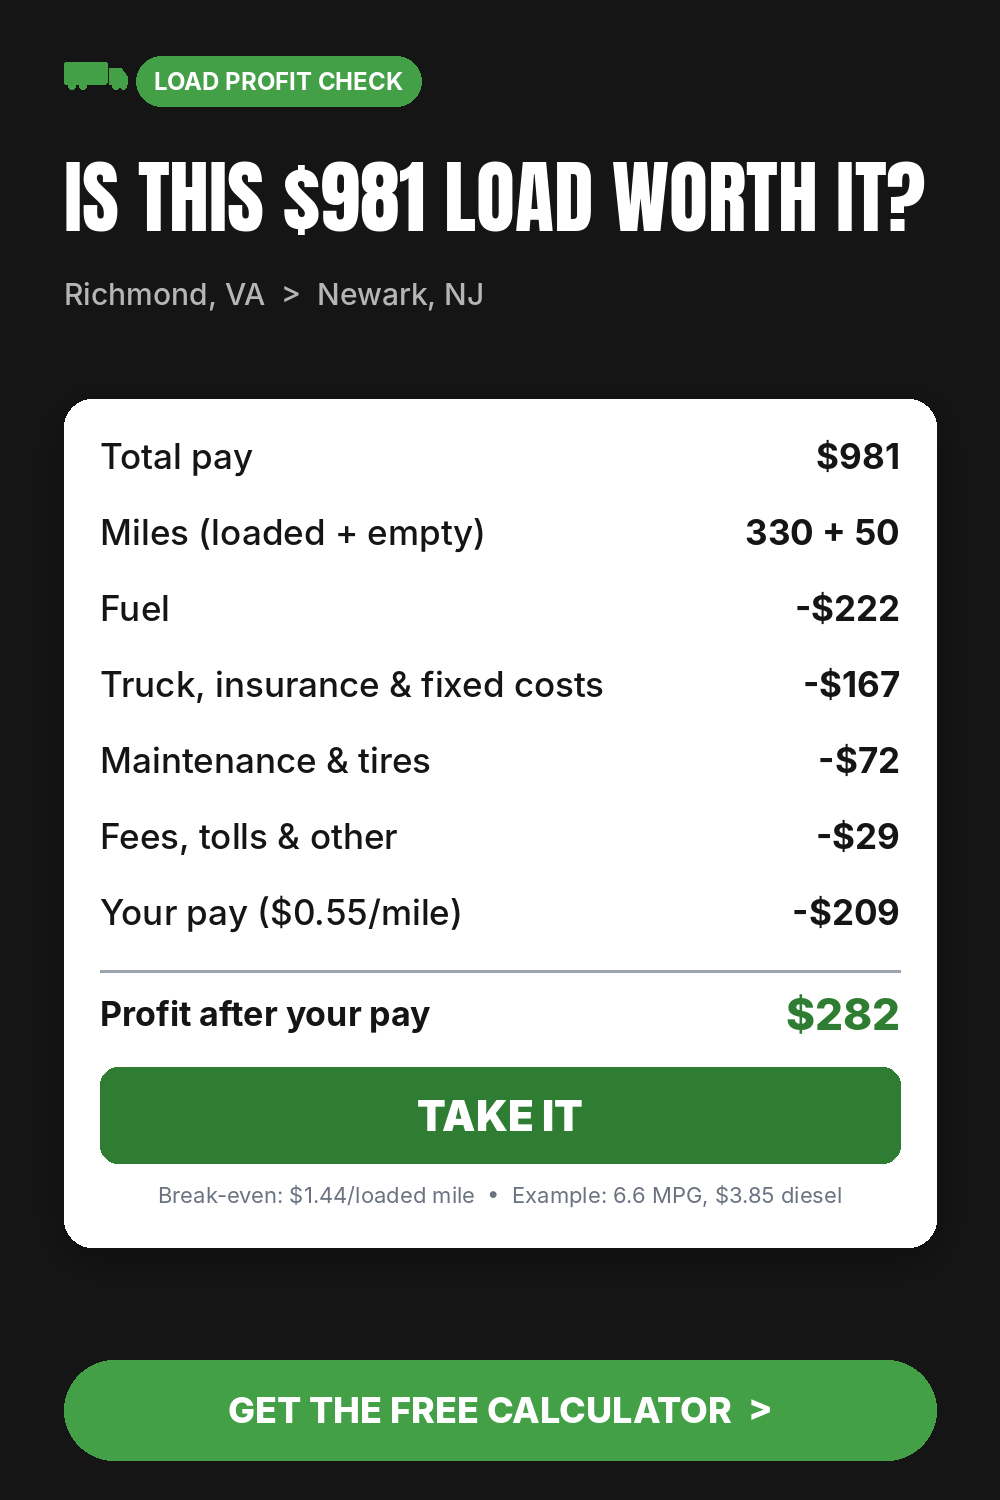 LOAD PROFIT CHECK
IS THIS $981 LOAD WORTH IT?
Richmond, VA > Newark, NJ
Total pay $981
Miles (loaded + empty) 330 + 50
Fuel -$222
Truck, insurance & fixed costs -$167
Maintenance & tires -$72
Fees, tolls & other -$29
Your pay ($0.55/mile) -$209
Profit after your pay $282
TAKE IT
Break-even: $1.44/loaded mile • Example: 6.6 MPG, $3.85 diesel
GET THE FREE CALCULATOR >